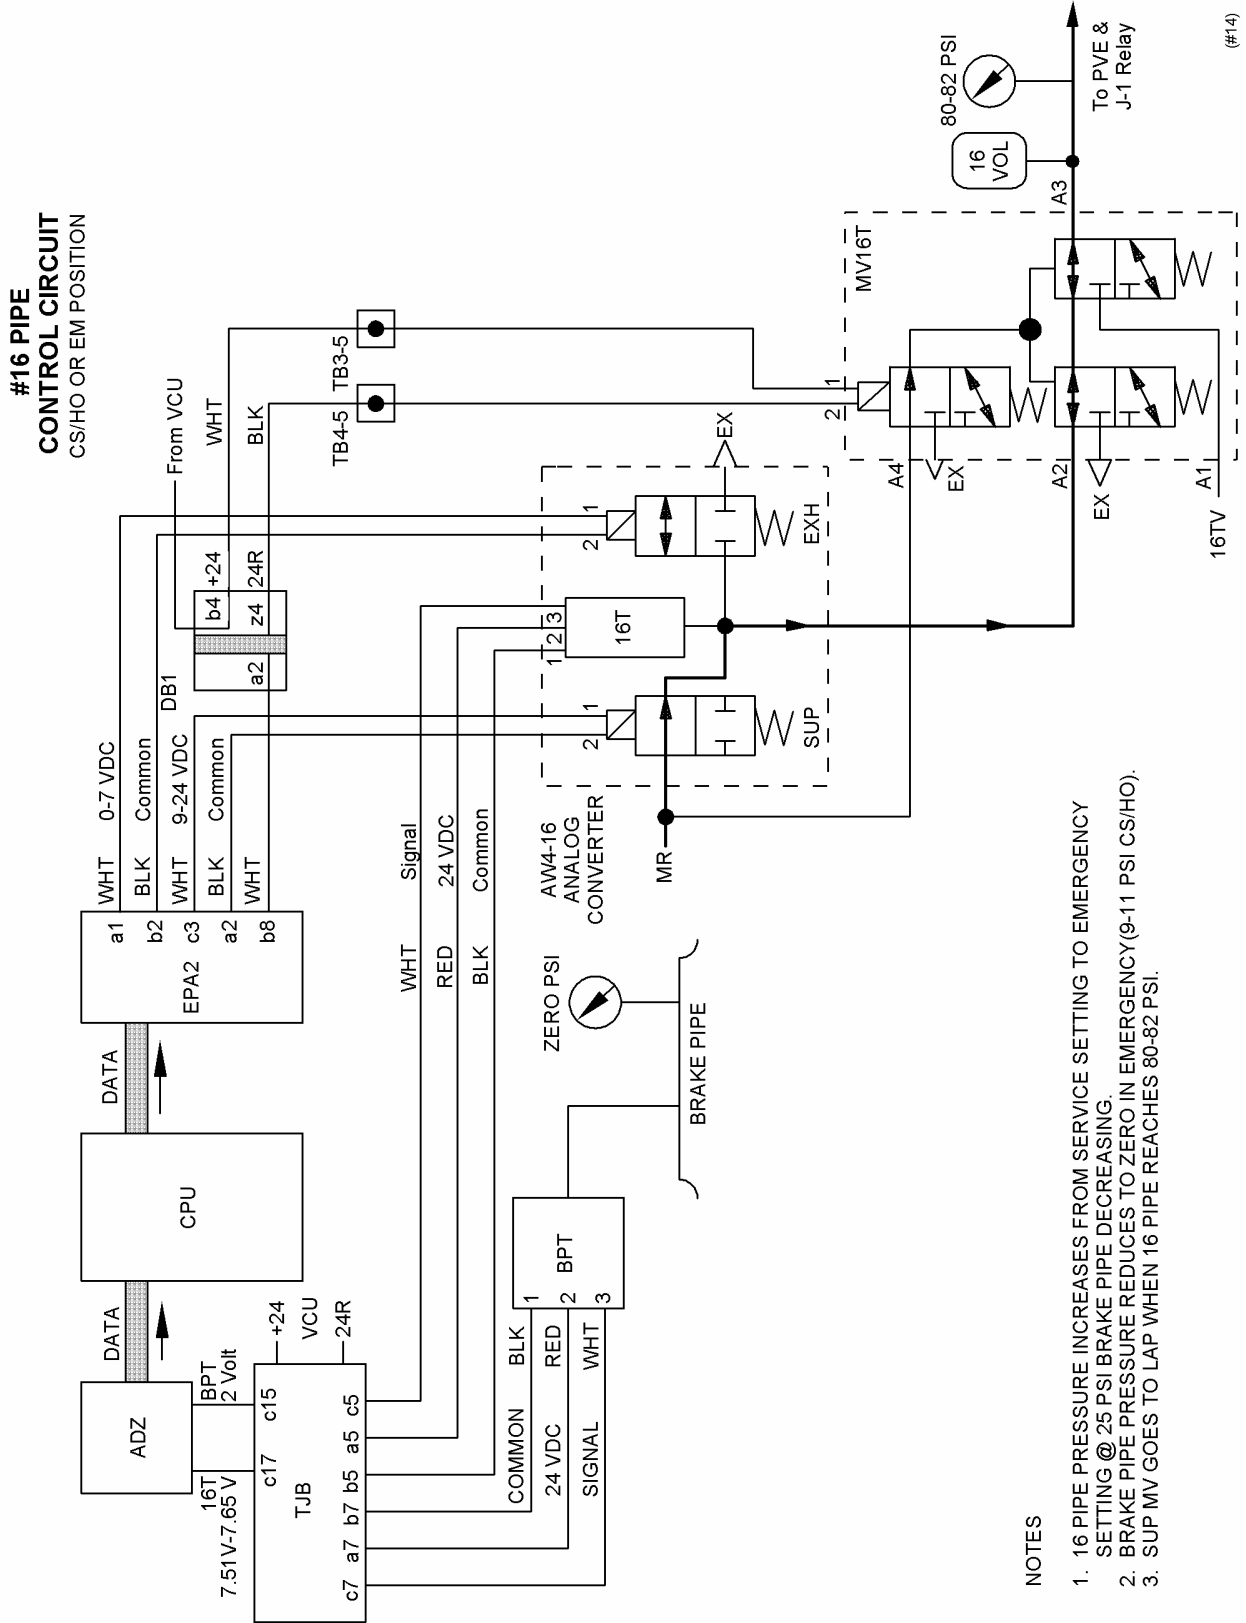 #16 PIPE
CONTROL CIRCUIT
CS/HO OR EM POSITION
ADZ
DATA
CPU
DATA
EPA2
a1
b2
c3
a2
b8
WHT 0-7 VDC
BLK Common
WHT 9-24 VDC
BLK Common
WHT
DB1
a2
b4
z4
+24
24R
From VCU
WHT
BLK
TB4-5
TB3-5
16T
7.51V-7.65 V
BPT
2 Volt
c17
c15
TJB
+24
VCU
24R
c7
a7
b7
b5
a5
c5
WHT Signal
RED 24 VDC
BLK Common
COMMON BLK
24 VDC RED
SIGNAL WHT
1
2
3
BPT
ZERO PSI
BRAKE PIPE
AW4-16
ANALOG
CONVERTER
MR
2
1
SUP
1
2
3
16T
2
1
EXH
EX
A4
EX
A2
EX
A1
16TV
2
1
MV16T
A3
16
VOL
80-82 PSI
To PVE &
J-1 Relay
NOTES
1. 16 PIPE PRESSURE INCREASES FROM SERVICE SETTING TO EMERGENCY
SETTING @ 25 PSI BRAKE PIPE DECREASING.
2. BRAKE PIPE PRESSURE REDUCES TO ZERO IN EMERGENCY(9-11 PSI CS/HO).
3. SUP MV GOES TO LAP WHEN 16 PIPE REACHES 80-82 PSI.
(#14)